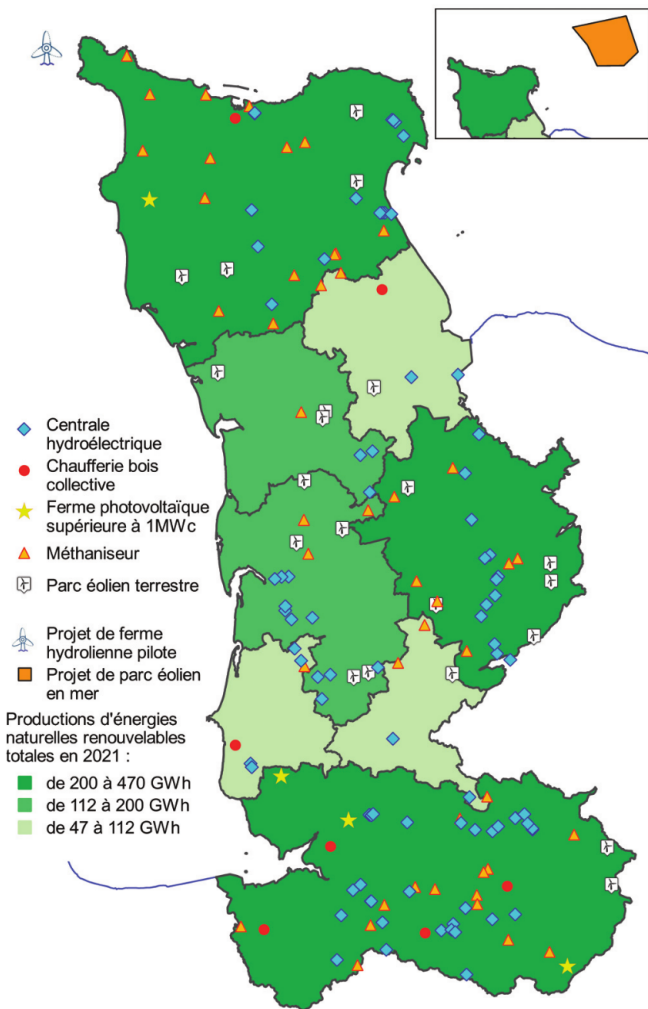 Centrale
hydroélectrique
Chaufferie bois
collective
Ferme photovoltaïque
supérieure à 1MWc
Méthaniseur
Parc éolien terrestre
Projet de ferme
hydrolienne pilote
Projet de parc éolien
en mer
Productions d'énergies
naturelles renouvelables
totales en 2021 :
de 200 à 470 GWh
de 112 à 200 GWh
de 47 à 112 GWh